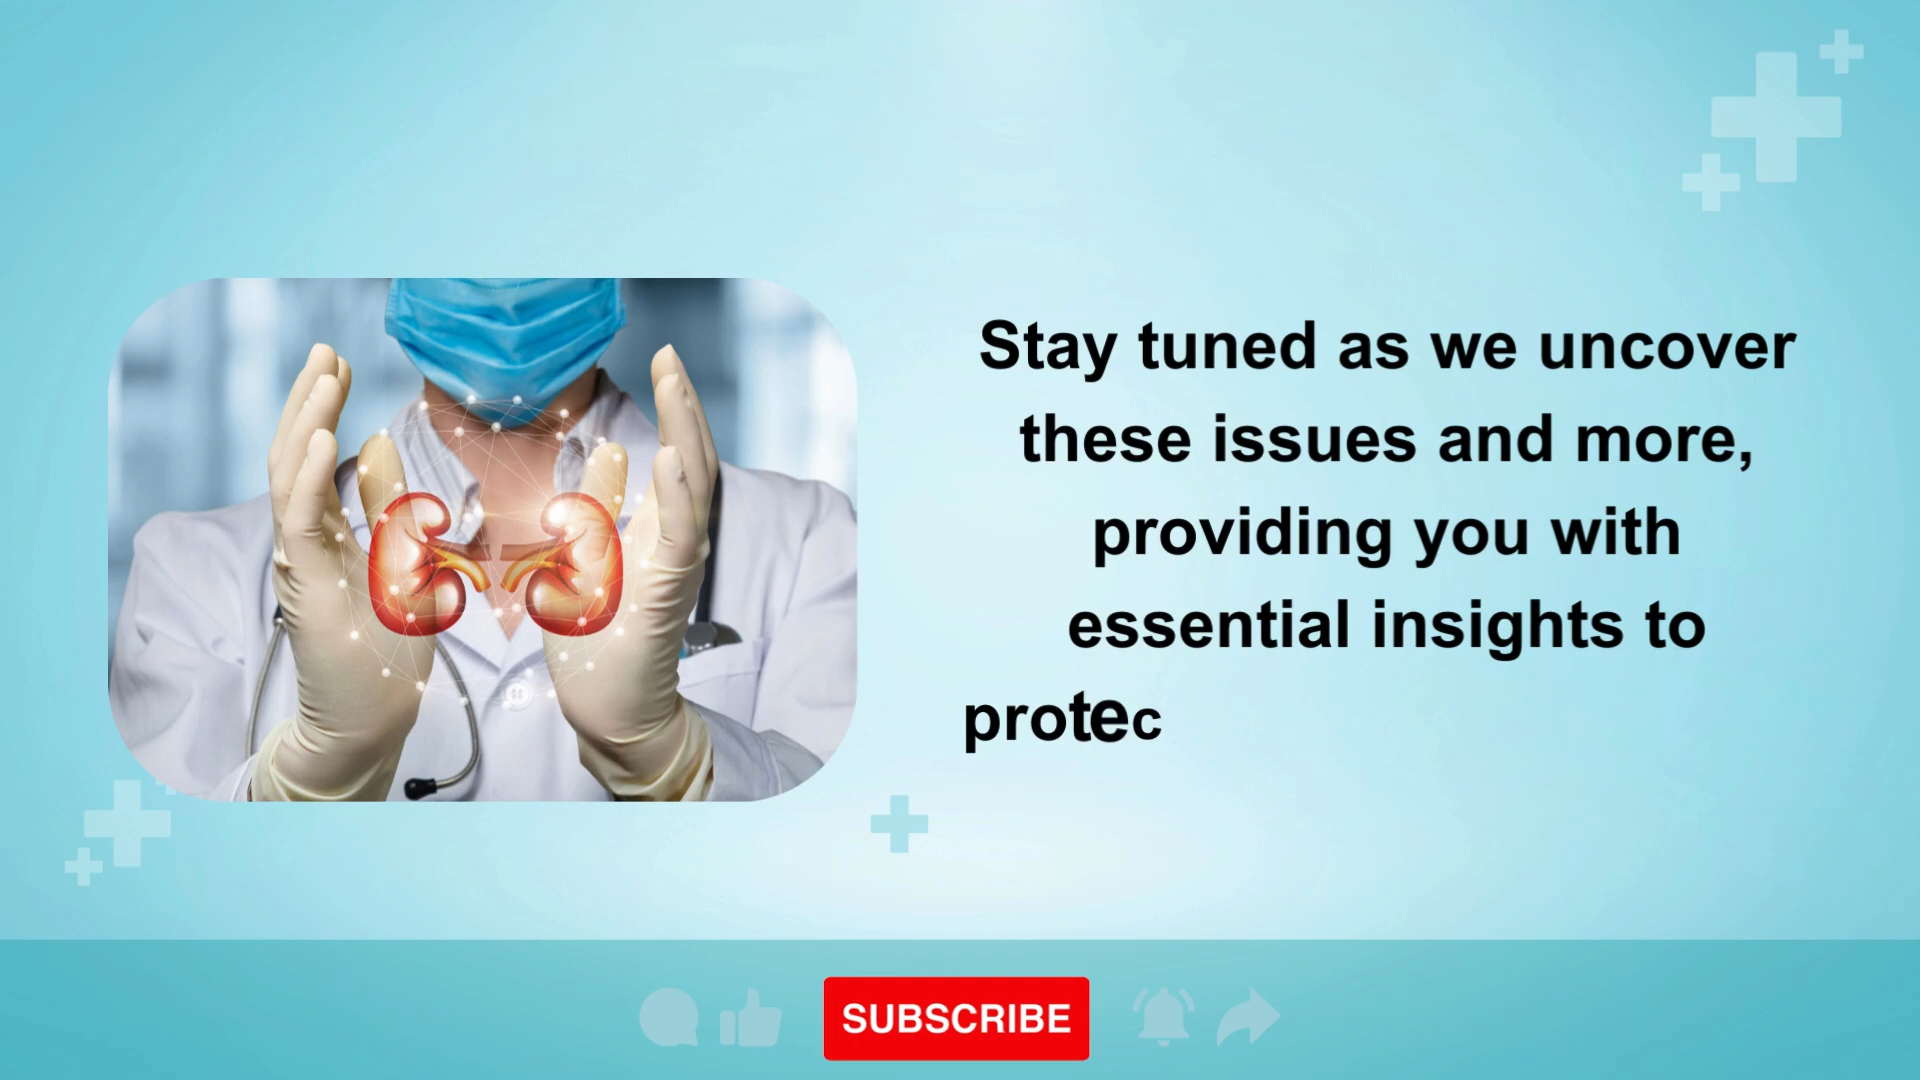 Stay tuned as we uncover
these issues and more,
providing you with
essential insights to
protec
SUBSCRIBE